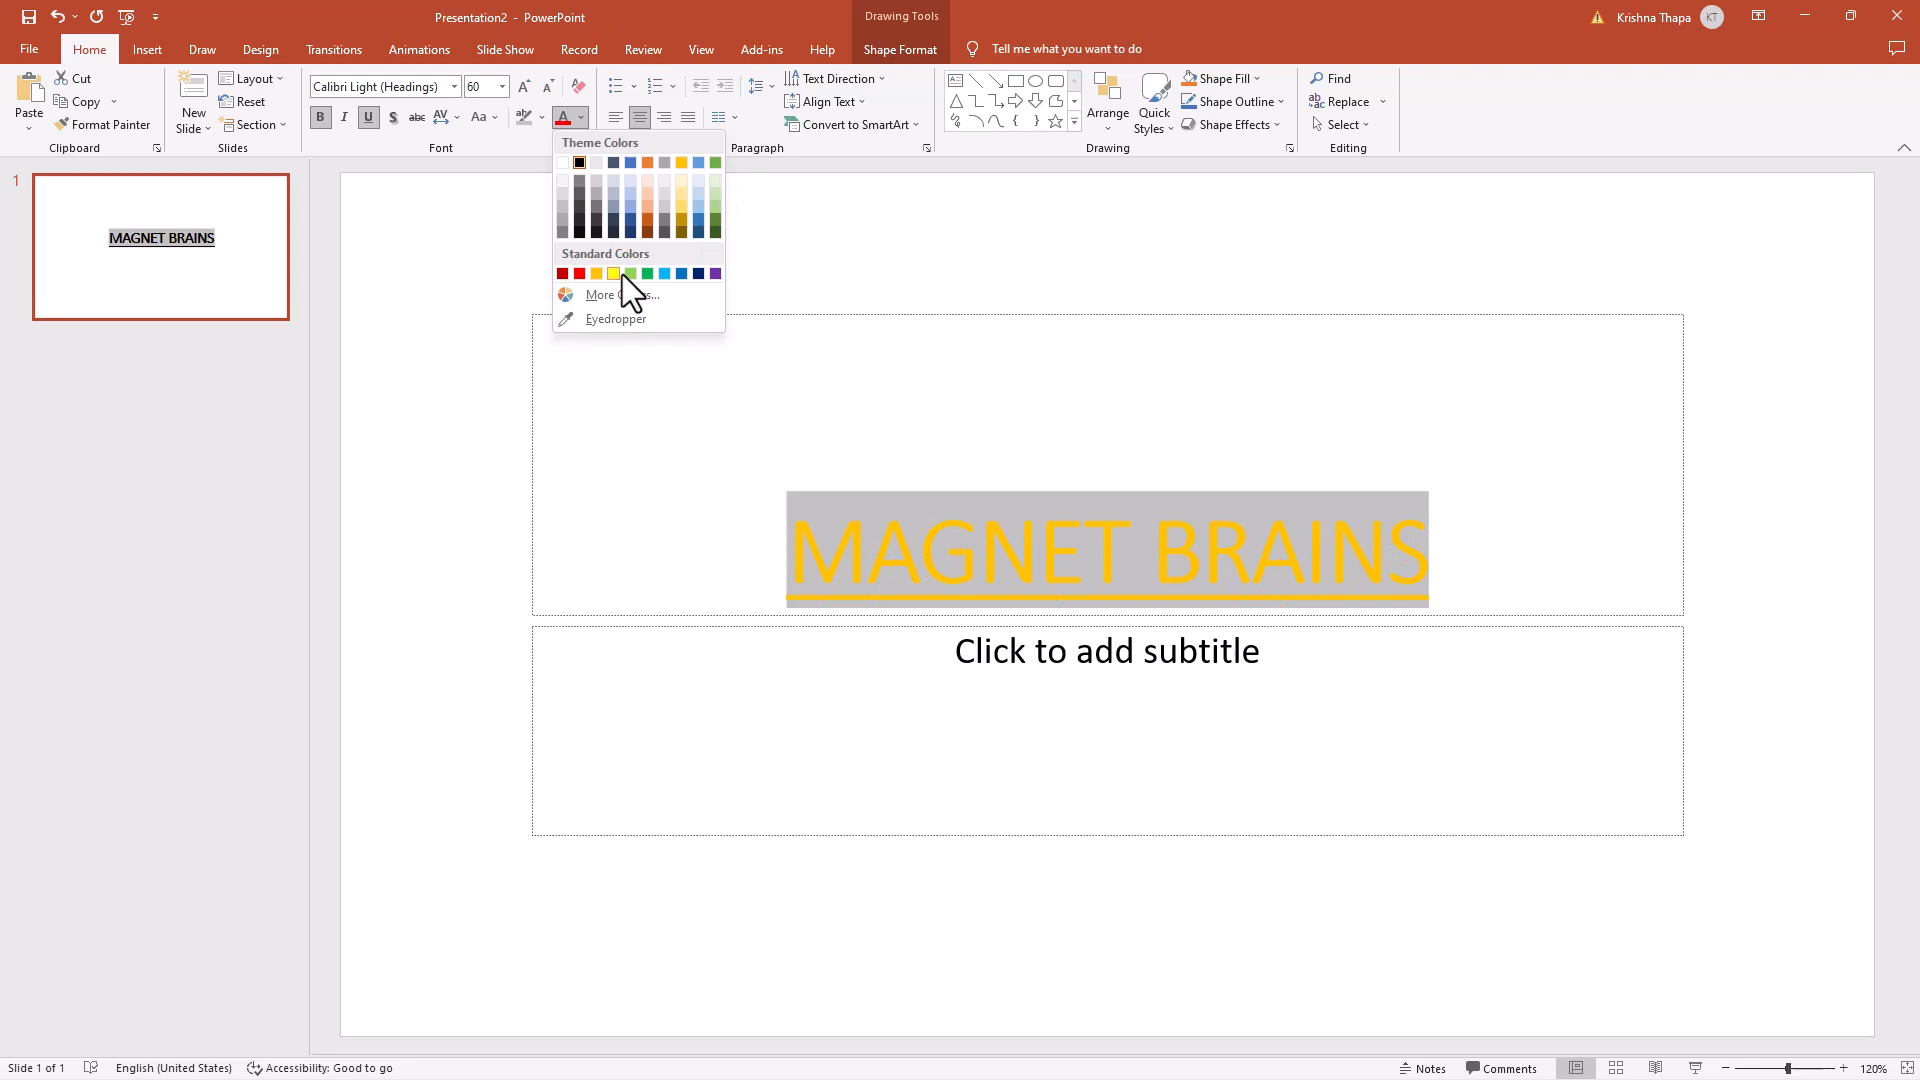 Presentation2 - PowerPoint
Drawing Tools
Krishna Thapa KT
File Home Insert Draw Design Transitions Animations Slide Show Record Review View Add-ins Help Shape Format Tell me what you want to do
Paste
Cut
Copy
Format Painter
Clipboard
New
Slide
Layout
Reset
Section
Slides
Calibri Light (Headings) 60
B I U S abc AV Aa A
Font
Text Direction
Align Text
Convert to SmartArt
Paragraph
Arrange
Quick
Styles
Shape Fill
Shape Outline
Shape Effects
Drawing
Find
Replace
Select
Editing
Theme Colors
Standard Colors
More
Eyedropper
1
MAGNET BRAINS
MAGNET BRAINS
Click to add subtitle
Slide 1 of 1 English (United States) Accessibility: Good to go Notes Comments 120%